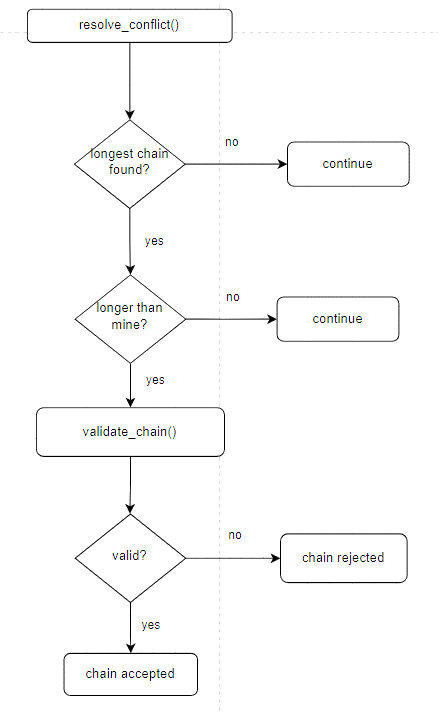 resolve_conflict()
longest chain
found?
no
continue
yes
longer than
mine?
no
continue
yes
validate_chain()
valid?
no
chain rejected
yes
chain accepted